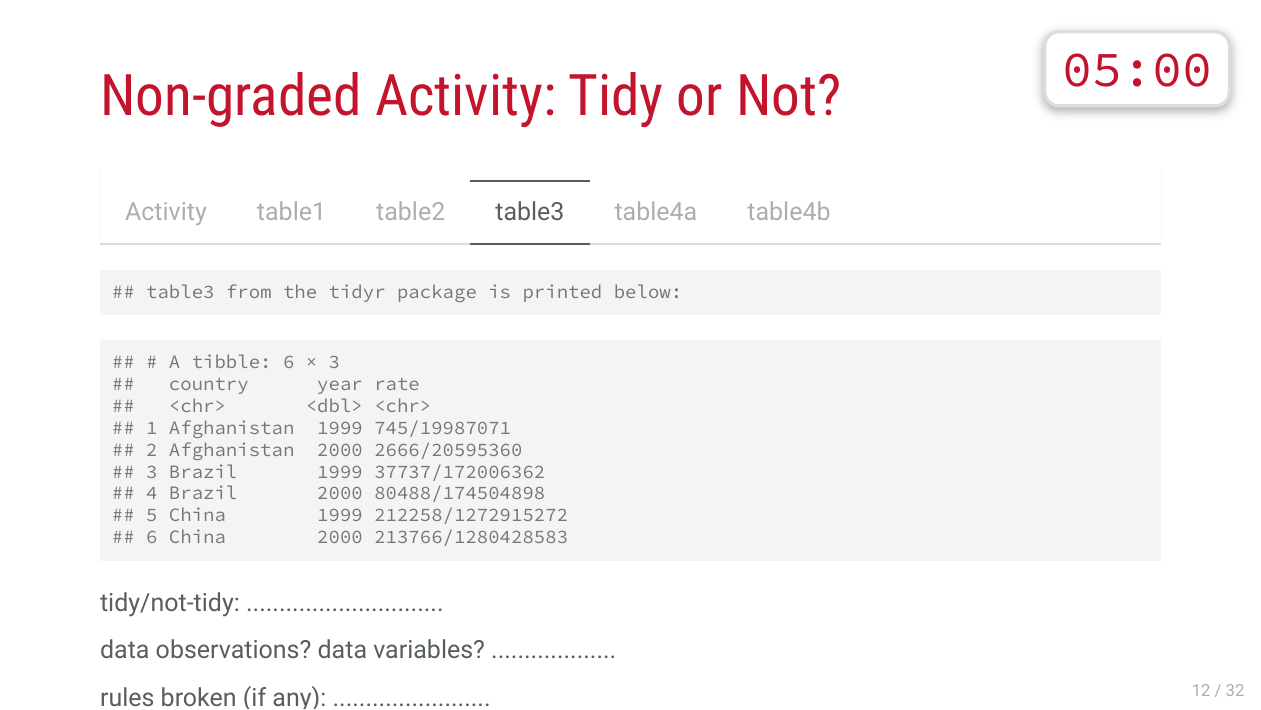 05:00
Non-graded Activity: Tidy or Not?
Activity table1 table2 table3 table4a table4b
## table3 from the tidyr package is printed below:
## # A tibble: 6 × 3
##   country      year rate
##   <chr>       <dbl> <chr>
## 1 Afghanistan  1999 745/19987071
## 2 Afghanistan  2000 2666/20595360
## 3 Brazil       1999 37737/172006362
## 4 Brazil       2000 80488/174504898
## 5 China        1999 212258/1272915272
## 6 China        2000 213766/1280428583
tidy/not-tidy: ..............................
data observations? data variables? ...................
rules broken (if any): ........................
12 / 32